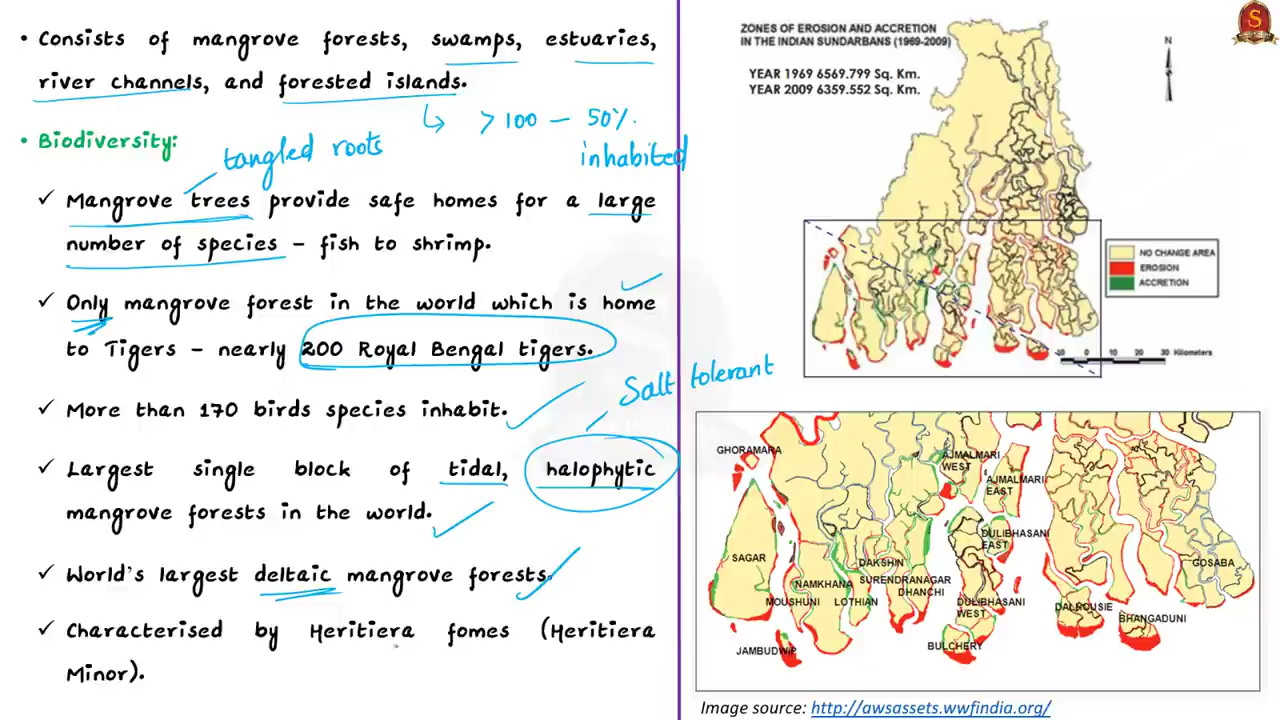 • Consists of mangrove forests, swamps, estuaries,
river channels, and forested islands.
↳ >100 – 50%
inhabited
• Biodiversity:
tangled roots
✓ Mangrove trees provide safe homes for a large
number of species – fish to shrimp.
✓ Only mangrove forest in the world which is home
to Tigers – nearly 200 Royal Bengal tigers.
Salt tolerant
✓ More than 170 birds species inhabit.
✓ Largest single block of tidal, halophytic
mangrove forests in the world.
✓ World's largest deltaic mangrove forests.
✓ Characterised by Heritiera fomes (Heritiera
Minor).
S
ZONES OF EROSION AND ACCRETION
IN THE INDIAN SUNDARBANS (1969-2009)
N
YEAR 1969 6569.799 Sq. Km.
YEAR 2009 6359.552 Sq. Km.
NO CHANGE AREA
EROSION
ACCRETION
10 0 10 20 30 Kilometers
GHORAMARA
AJMALMARI
WEST
AJMALMARI
EAST
DULIBHASANI
EAST
SAGAR
DAKSHIN
SURENDRANAGAR
GOSABA
NAMKHANA
DHANCHI
MOUSHUNI
LOTHIAN
DULIBHASANI
WEST
DALHOUSIE
BHANGADUNI
JAMBUDWIP
BULCHERY
Image source: http://awsassets.wwfindia.org/